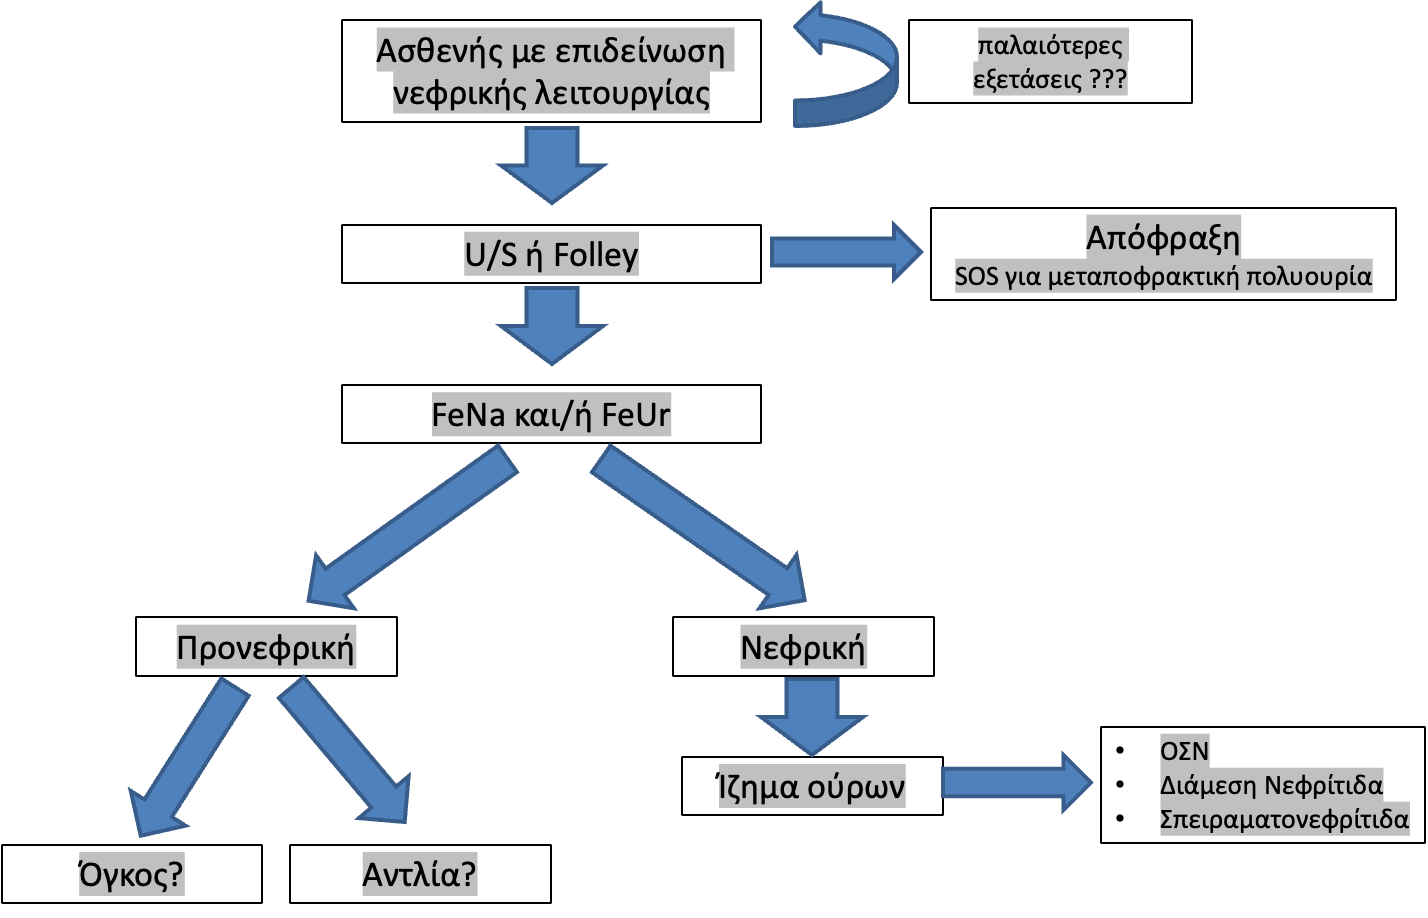 Ασθενής με επιδείνωση
νεφρικής λειτουργίας
παλαιότερες
εξετάσεις ???
U/S ή Folley
Απόφραξη
SOS για μεταποφρακτική πολυουρία
FeNa και/ή FeUr
Προνεφρική
Νεφρική
Ίζημα ούρων
• ΟΣΝ
• Διάμεση Νεφρίτιδα
• Σπειραματονεφρίτιδα
Όγκος?
Αντλία?